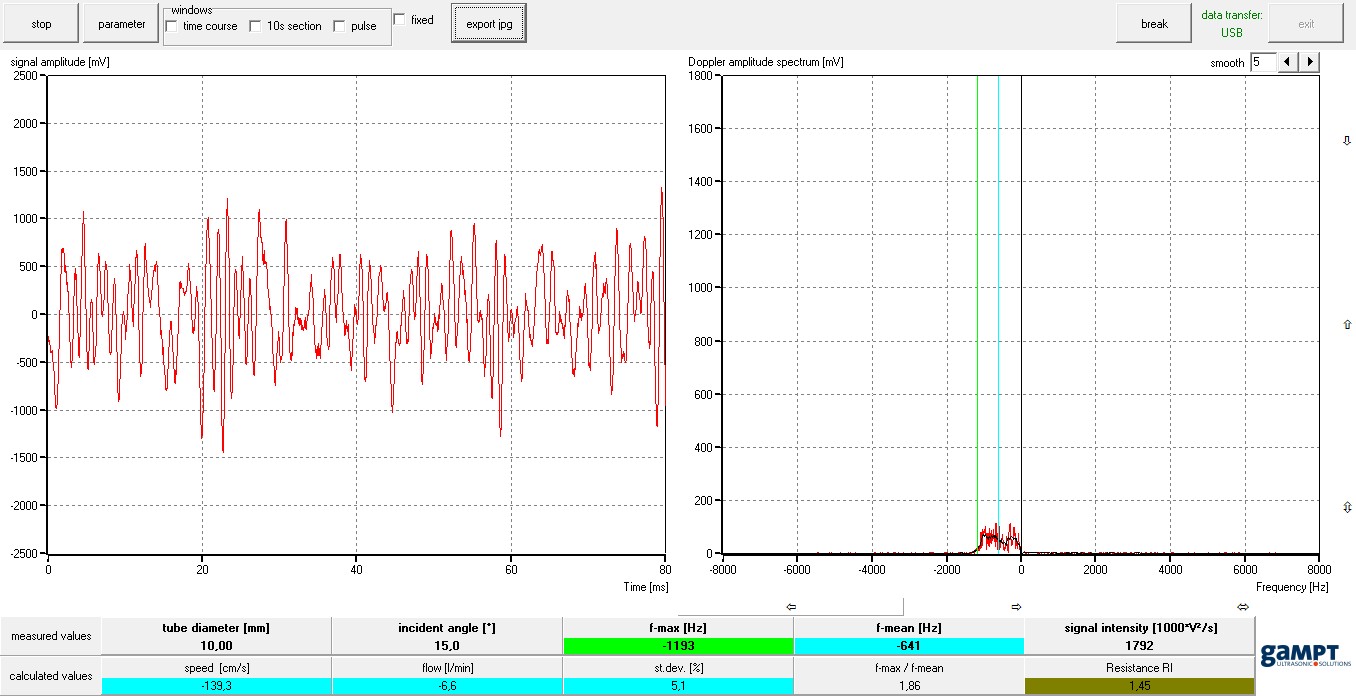 stop
parameter
windows
time course
10s section
pulse
fixed
export jpg
break
data transfer:
USB
exit
signal amplitude [mV]
2500
2000
1500
1000
500
0
-500
-1000
-1500
-2000
-2500
0 20 40 60 80
Time [ms]
Doppler amplitude spectrum [mV]
smooth 5
1800
1600
1400
1200
1000
800
600
400
200
0
-8000 -6000 -4000 -2000 0 2000 4000 6000 8000
Frequency [Hz]
measured values
tube diameter [mm]
10,00
incident angle [°]
15,0
f-max [Hz]
-1193
f-mean [Hz]
-641
signal intensity [1000*V²/s]
1792
calculated values
speed [cm/s]
-139,3
flow [l/min]
-6,6
st.dev. [%]
5,1
f-max / f-mean
1,86
Resistance RI
1,45
gAMPT
ULTRASONIC SOLUTIONS